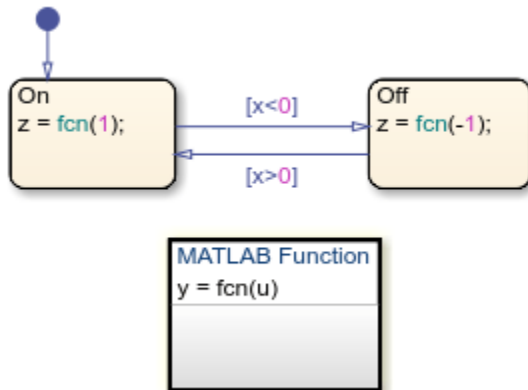 On
z = fcn(1);
[x<0]
Off
z = fcn(-1);
[x>0]
MATLAB Function
y = fcn(u)